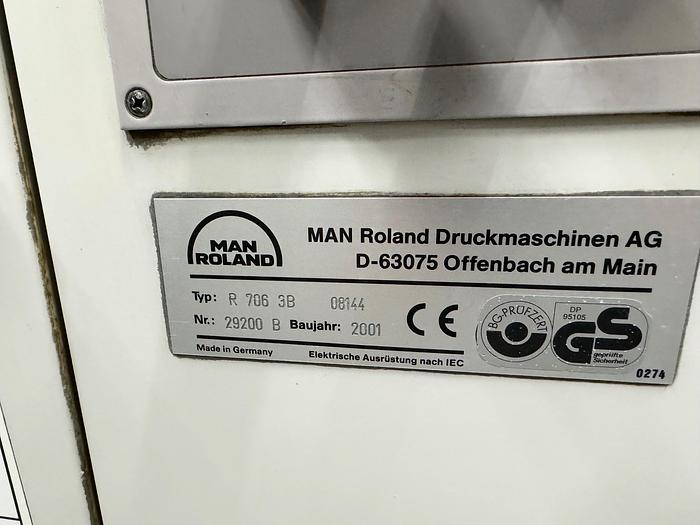 MAN
ROLAND
MAN Roland Druckmaschinen AG
D-63075 Offenbach am Main
Typ: R 706 3B 08144
Nr.: 29200 B Baujahr: 2001
CE
BG-PRÜFZERT
DP
95105
GS
geprüfte
Sicherheit
Made in Germany
Elektrische Ausrüstung nach IEC
0274